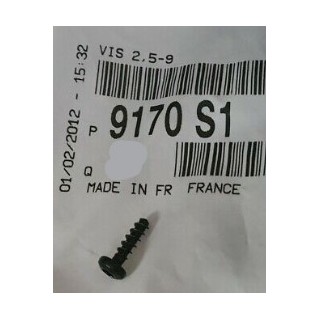 VIS 2,5-9
01/02/2012 - 15:32
P 9170 S1
Q
MADE IN FR FRANCE